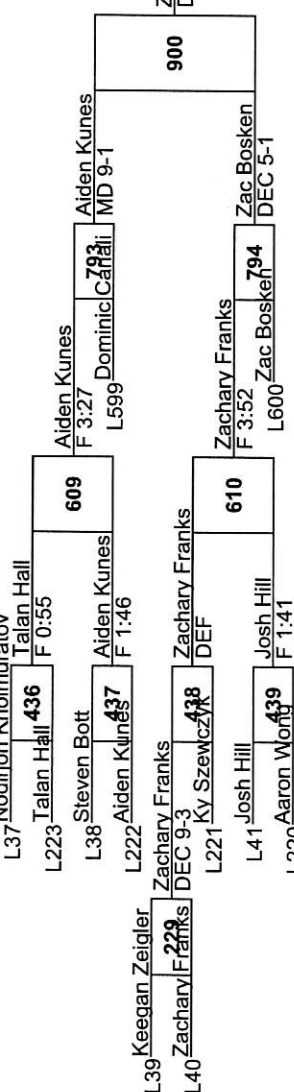 L39 Keegan Zeigler
229
L40 Zachary Franks
L37 Nodirjon Kholmuratov
436
Talan Hall
L223
L38 Steven Bott
437
Aiden Kunes
L222
Zachary Franks
DEC 9-3
438
Ky Szewczyk
L221
L41 Josh Hill
439
Aaron Wong
L220
Talan Hall
F 0:55
609
Aiden Kunes
F 1:46
Zachary Franks
DEF
610
Josh Hill
F 1:41
Aiden Kunes
F 3:27
793
Dominic Canali
L599
Zachary Franks
F 3:52
794
Zac Bosken
L600
Aiden Kunes
MD 9-1
900
Zac Bosken
DEC 5-1